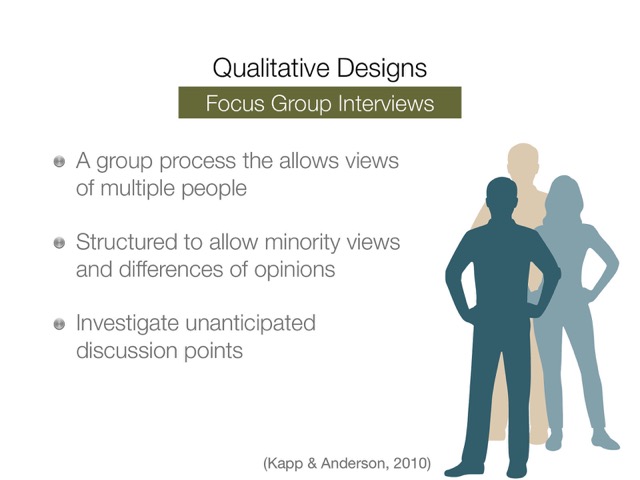 Qualitative Designs
Focus Group Interviews
A group process the allows views
of multiple people
Structured to allow minority views
and differences of opinions
Investigate unanticipated
discussion points
(Kapp & Anderson, 2010)